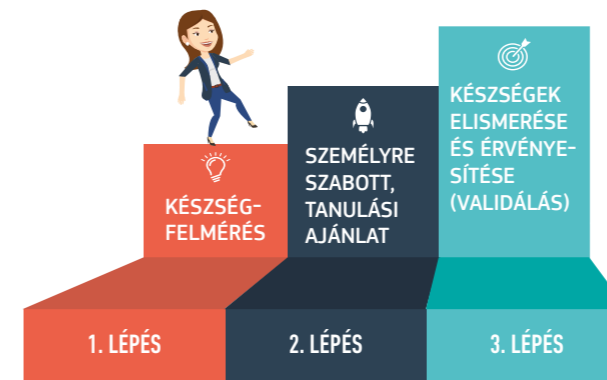 KÉSZSÉG-
FELMÉRÉS
SZEMÉLYRE
SZABOTT,
TANULÁSI
AJÁNLAT
KÉSZSÉGEK
ELISMERÉSE
ÉS ÉRVÉNYE-
SÍTÉSE
(VALIDÁLÁS)
1. LÉPÉS
2. LÉPÉS
3. LÉPÉS